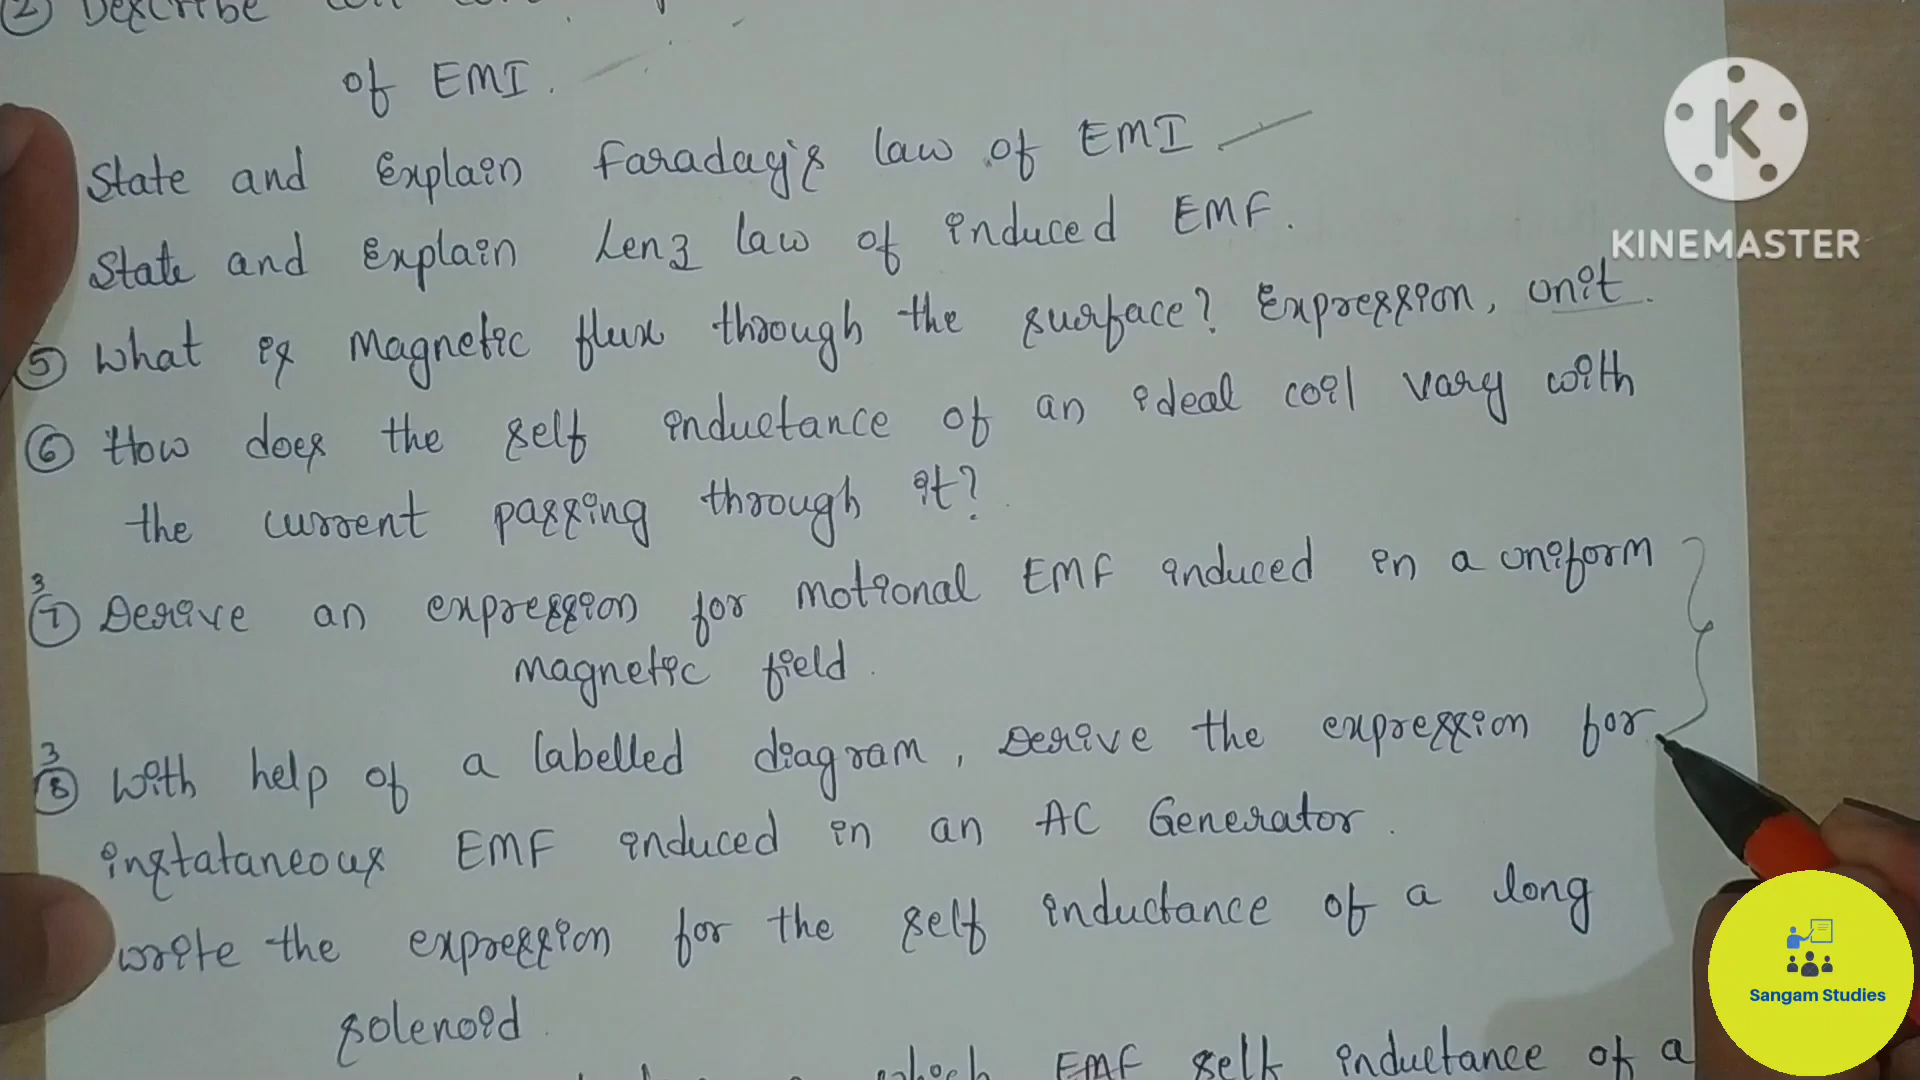 ② Describe
of EMI.
State and Explain Faraday's law of EMI
State and Explain Lenz law of induced EMF.
⑤ What is Magnetic flux through the surface? Expression, unit.
⑥ How does the self inductance of an ideal coil vary with
the current passing through it?
3
⑦ Derive an expression for motional EMF induced in a uniform
magnetic field.
3
⑧ With help of a labelled diagram, Derive the expression for
instataneous EMF induced in an AC Generator.
write the expression for the self inductance of a long
solenoid.
which EMF self inductance of a
KINEMASTER
Sangam Studies